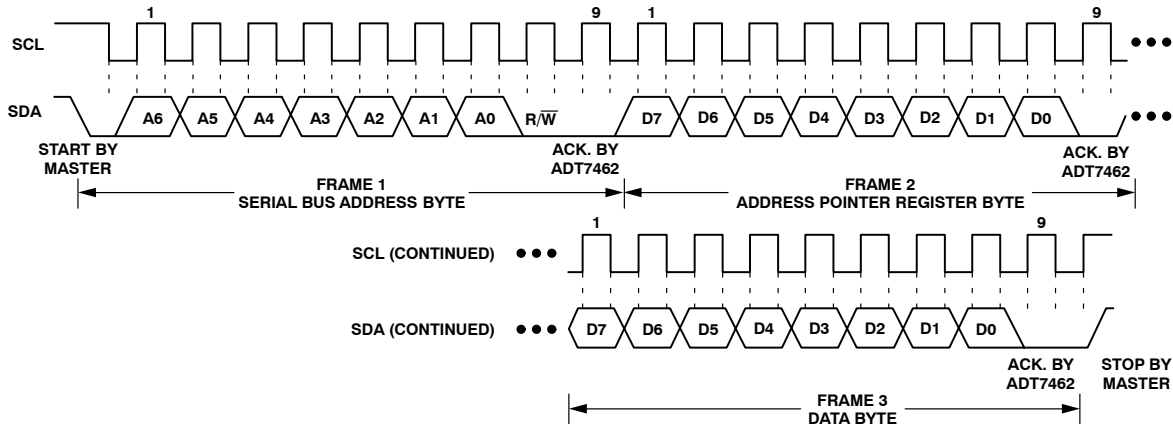 1 9 1 9
SCL
SDA A6 A5 A4 A3 A2 A1 A0 R/W̅ D7 D6 D5 D4 D3 D2 D1 D0
START BY
MASTER
ACK. BY
ADT7462
ACK. BY
ADT7462
FRAME 1
SERIAL BUS ADDRESS BYTE
FRAME 2
ADDRESS POINTER REGISTER BYTE
1 9
SCL (CONTINUED)
SDA (CONTINUED) D7 D6 D5 D4 D3 D2 D1 D0
ACK. BY
ADT7462
STOP BY
MASTER
FRAME 3
DATA BYTE